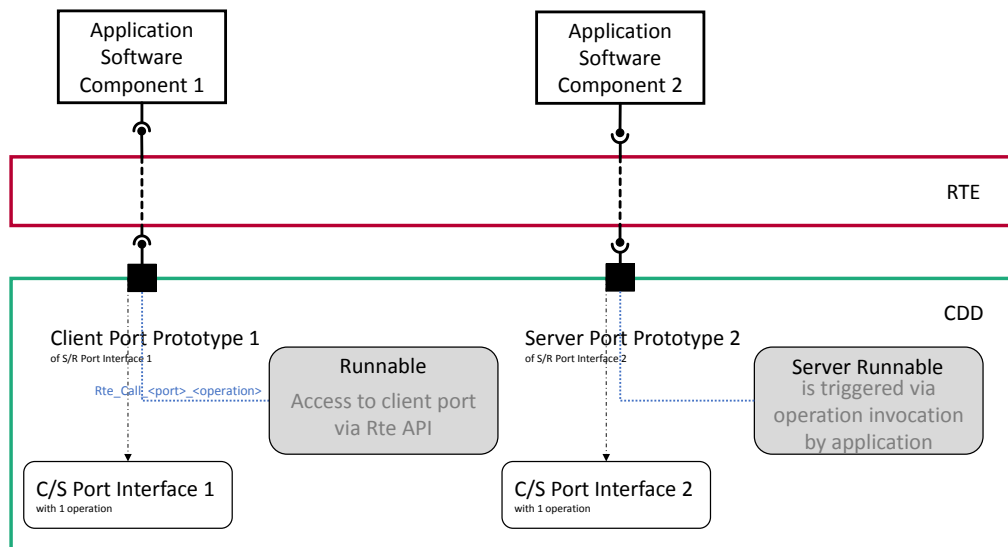 Application
Software
Component 1
Application
Software
Component 2
RTE
CDD
Client Port Prototype 1
of S/R Port Interface 1
Server Port Prototype 2
of S/R Port Interface 2
Runnable
Access to client port
via Rte API
Rte_Call_<port>_<operation>
Server Runnable
is triggered via
operation invocation
by application
C/S Port Interface 1
with 1 operation
C/S Port Interface 2
with 1 operation